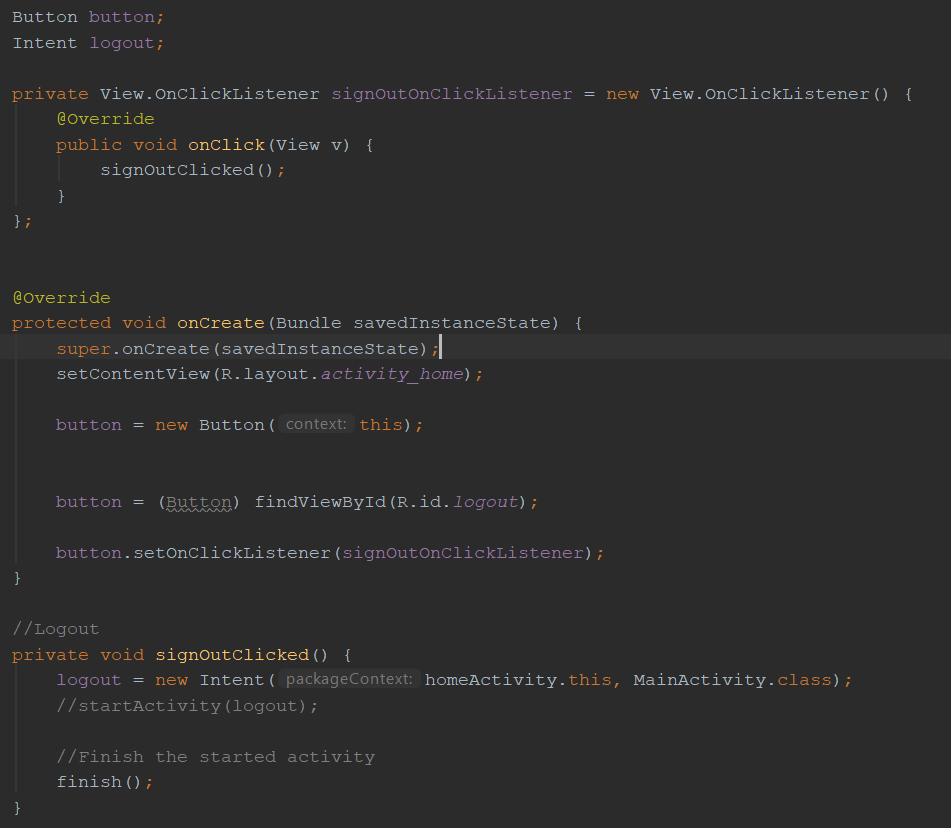 Button button;
Intent logout;
private View.OnClickListener signOutOnClickListener = new View.OnClickListener() {
@Override
public void onClick(View v) {
signOutClicked();
}
};
@Override
protected void onCreate(Bundle savedInstanceState) {
super.onCreate(savedInstanceState);
setContentView(R.layout.activity_home);
button = new Button( context: this);
button = (Button) findViewById(R.id.logout);
button.setOnClickListener(signOutOnClickListener);
}
//Logout
private void signOutClicked() {
logout = new Intent( packageContext: homeActivity.this, MainActivity.class);
//startActivity(logout);
//Finish the started activity
finish();
}